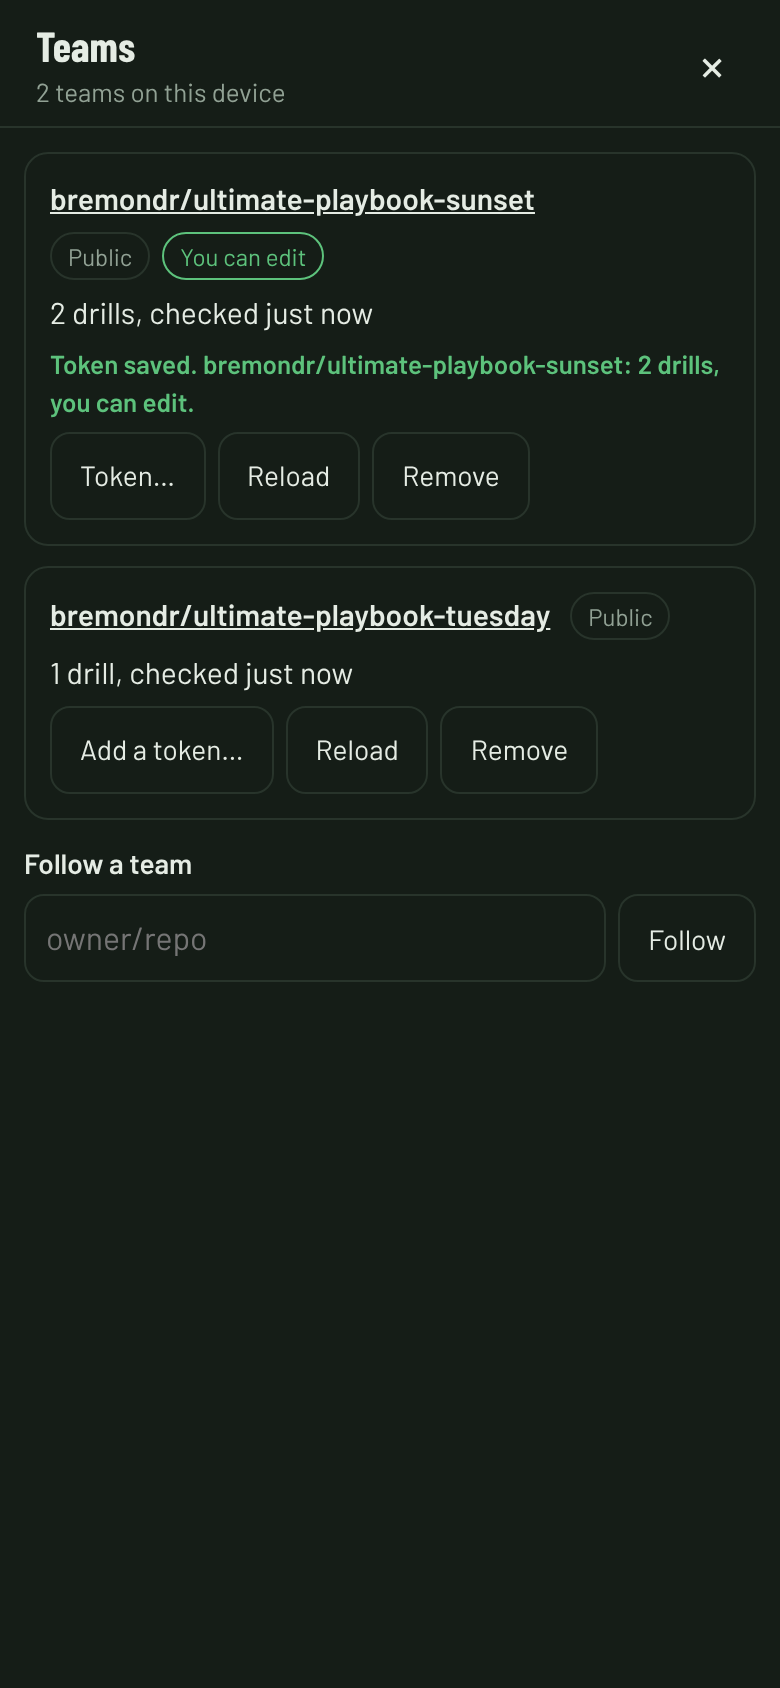 Teams
2 teams on this device
×
bremondr/ultimate-playbook-sunset
Public You can edit
2 drills, checked just now
Token saved. bremondr/ultimate-playbook-sunset: 2 drills,
you can edit.
Token... Reload Remove
bremondr/ultimate-playbook-tuesday Public
1 drill, checked just now
Add a token... Reload Remove
Follow a team
owner/repo Follow